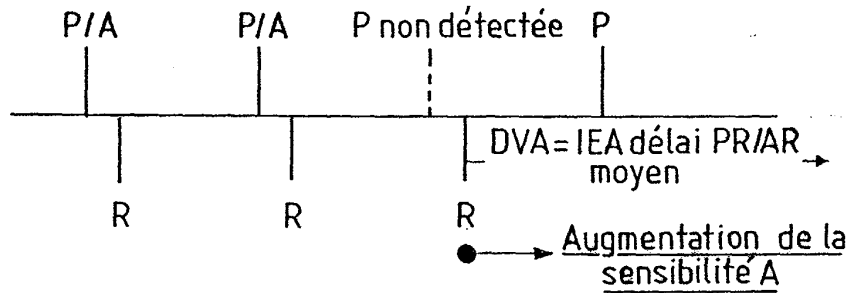 P/A P/A P non détectée P
DVA=IEA délai PR/AR
moyen
R R R
Augmentation de la
sensibilité A